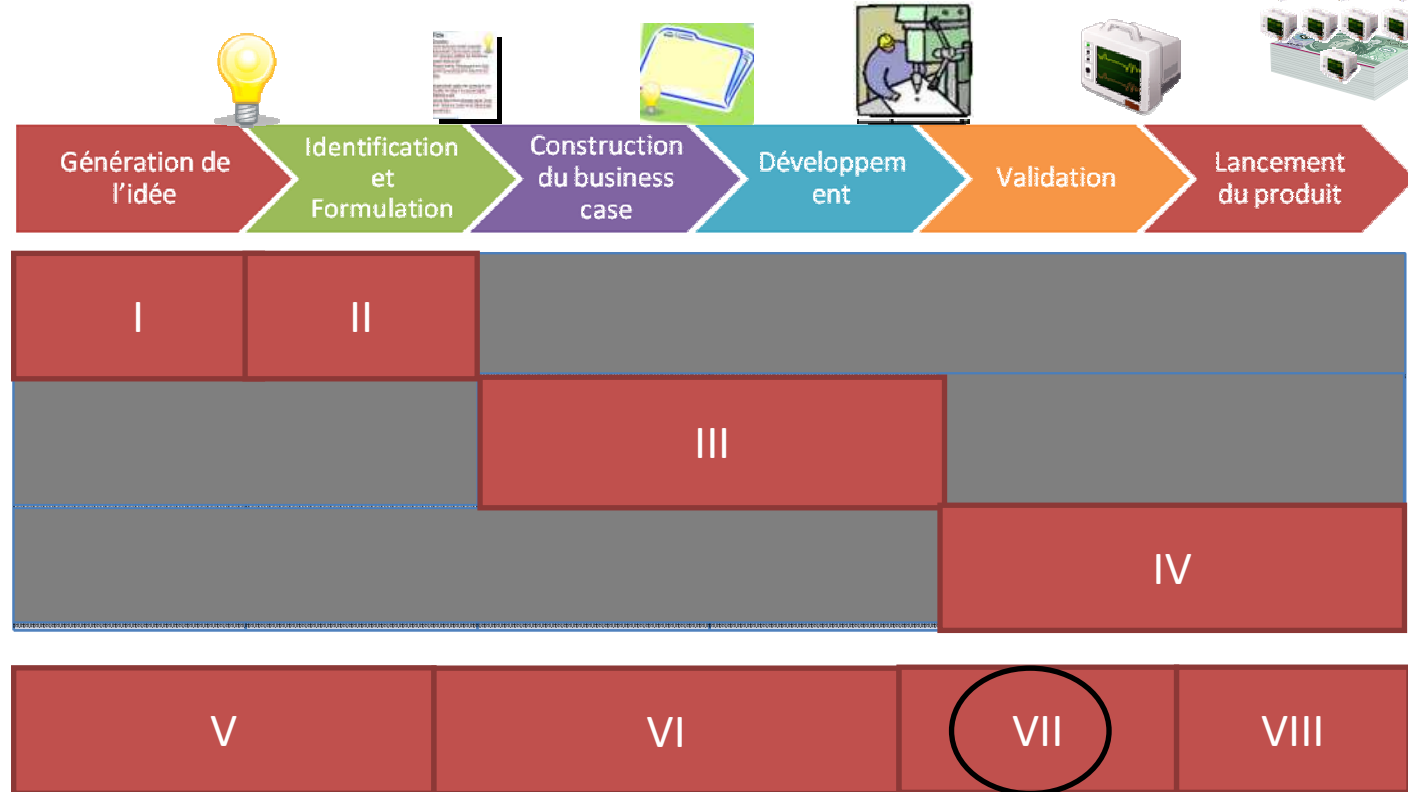 Génération de
l'idée
Identification
et
Formulation
Construction
du business
case
Développem
ent
Validation
Lancement
du produit
I
II
III
IV
V
VI
VII
VIII